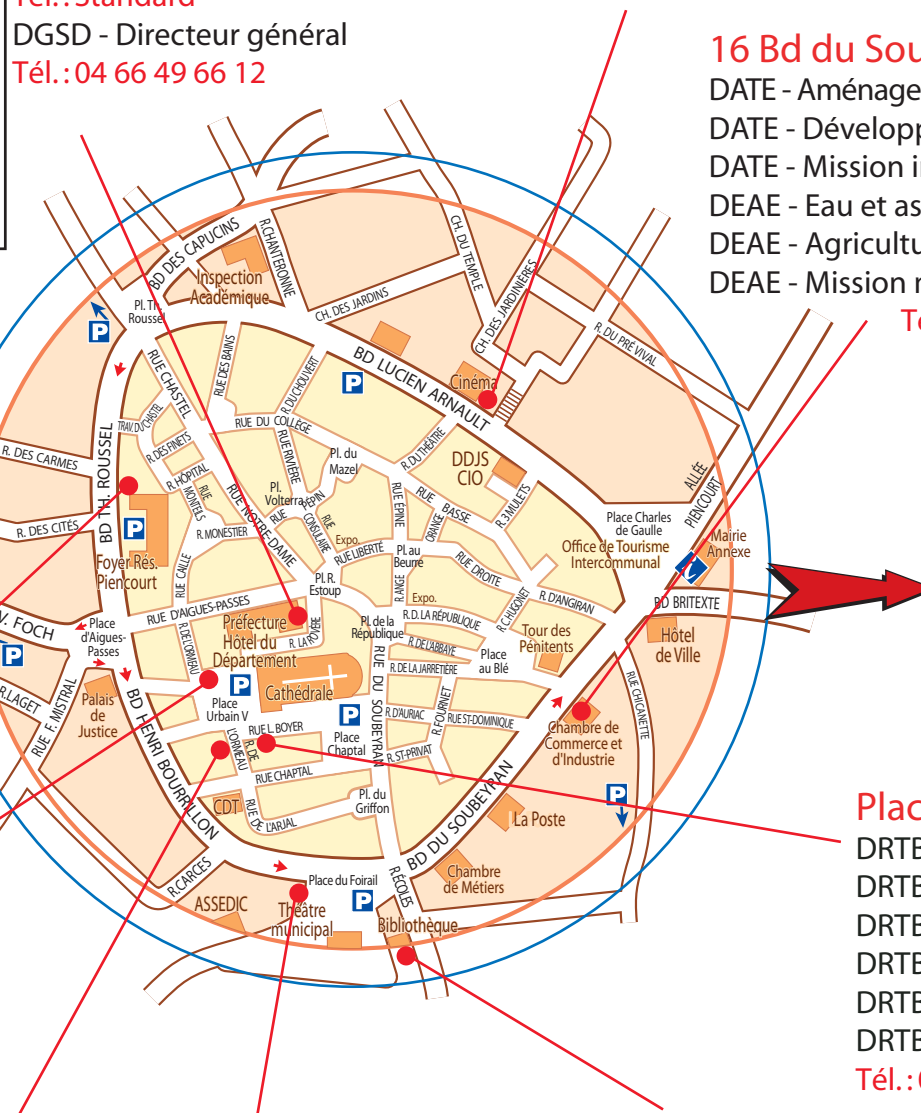 Tél.: Standard
DGSD - Directeur général
Tél.: 04 66 49 66 12
16 Bd du Sou
DATE - Aménage
DATE - Dévelop
DATE - Mission i
DEAE - Eau et as
DEAE - Agricultu
DEAE - Mission
BD DES CAPUCINS
R.CHANTERONNE
Inspection
Académique
CH. DU TEMPLE
CH. DES JARDINIÈRES
CH. DES JARDINS
R. DU PRÉ VIVAL
Pl. Th.
Roussel
P
RUE CHASTEL
RUE DES BAINS
R.DU CHOUVERT
P
BD LUCIEN ARNAULT
Cinéma
TRAV. DU CHASTEL
RUE DU COLLÈGE
R. DES FINETS
RUE RIVIÈRE
Pl. du
Mazel
R. DU THÉÂTRE
DDJS
CIO
R. DES CARMES
BD TH. ROUSSEL
R. HÔPITAL
RUE
MONTEILS
RUE NOTRE-DAME
Pl.
Volterra
RUE PÉPIN
RUE
CONSULAIRE
RUE ÉPINE
RUE BASSE
ORANGE
R. 3 MULETS
ALLÉE
PIENCOURT
R. DES CITÉS
P
R. MONESTIER
Place Charles
de Gaulle
Office de Tourisme
Intercommunal
Mairie
Annexe
Foyer Rés.
Piencourt
RUE CAILLE
Expo.
RUE LIBERTÉ
Pl. au
Beurré
RUE DROITE
R.ANGE
Pl. R.
Estoup
Expo.
R. D'ANGIRAN
BD BRITEXTE
RUE D'AIGUES-PASSES
R.D.LA RÉPUBLIQUE
R.C.HUGONET
V. FOCH
P
Place
d'Aigues-
Passes
R. DE L'ORMEAU
Préfecture
Hôtel du
Département
R. LA ROVÈRE
Pl. de la
République
R. DE L'ABBAYE
Tour des
Pénitents
Hôtel
de Ville
R. DE LA JARRETIÈRE
Place
au Blé
R.LAGET
RUE F. MISTRAL
Palais
de
Justice
P
Cathédrale
RUE DU SOUBEYRAN
RUE CHICANETTE
Place
Urbain V
R.D'AURIAC
R.FOURNET
RUE ST-DOMINIQUE
BD HENRI BOURRILLON
P
Place
Chaptal
RUE L. BOYER
R. DE
L'ORMEAU
R. ST-PRIVAT
Chambre de
Commerce et
d'Industrie
RUE CHAPTAL
Pl. du
Griffon
P
CDT
RUE DE L'ARJAL
BD DU SOUBEYRAN
La Poste
Plac
DRTE
DRTE
DRTE
DRTE
DRTE
DRTE
Tél.:
R.CARCES
Place du Foirail
R.ÉCOLES
Chambre
de Métiers
ASSEDIC
Théâtre
municipal
P
Bibliothèque